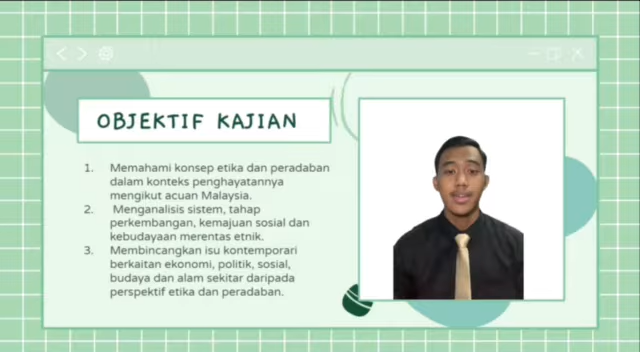 OBJEKTIF KAJIAN
1. Memahami konsep etika dan peradaban
dalam konteks penghayatannya
mengikut acuan Malaysia.
2. Menganalisis sistem, tahap
perkembangan, kemajuan sosial dan
kebudayaan merentas etnik.
3. Membincangkan isu kontemporari
berkaitan ekonomi, politik, sosial,
budaya dan alam sekitar daripada
perspektif etika dan peradaban.